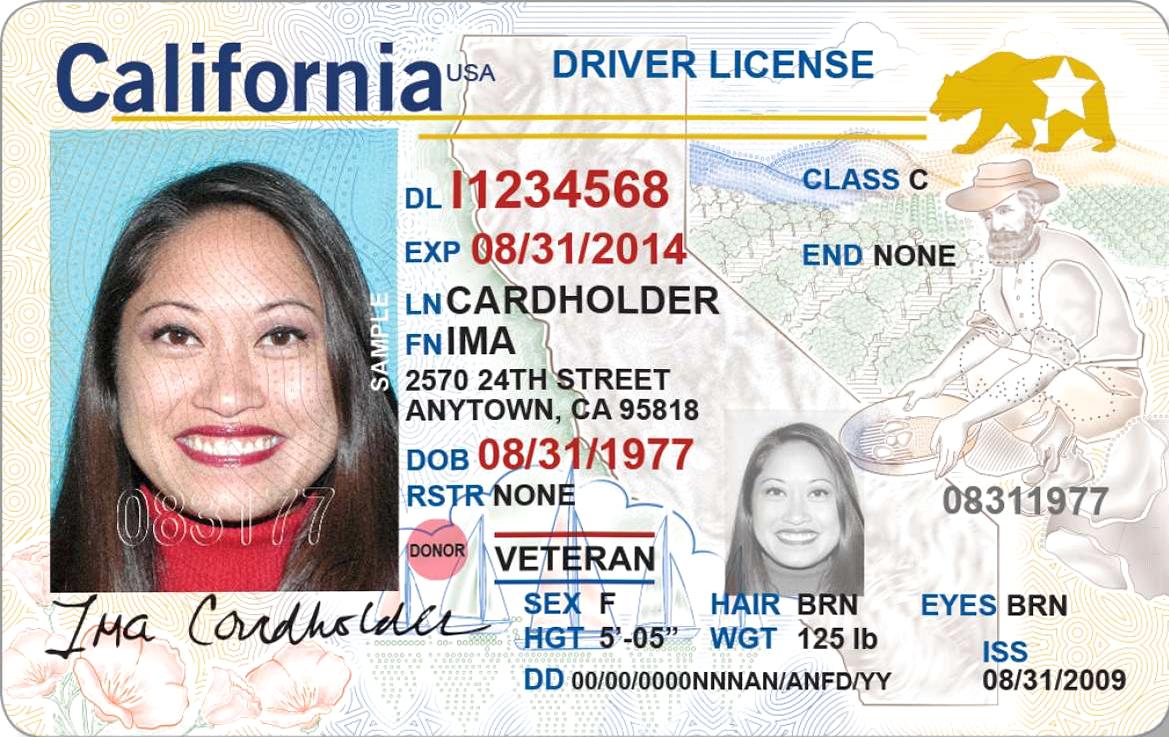 California USA DRIVER LICENSE
DL I1234568
CLASS C
EXP 08/31/2014
END NONE
LN CARDHOLDER
FN IMA
2570 24TH STREET
ANYTOWN, CA 95818
DOB 08/31/1977
RSTR NONE
08311977
DONOR
VETERAN
SAMPLE
083177
Ima Cardholder
SEX F HAIR BRN EYES BRN
HGT 5'-05" WGT 125 lb
ISS
DD 00/00/0000NNNAN/ANFD/YY 08/31/2009